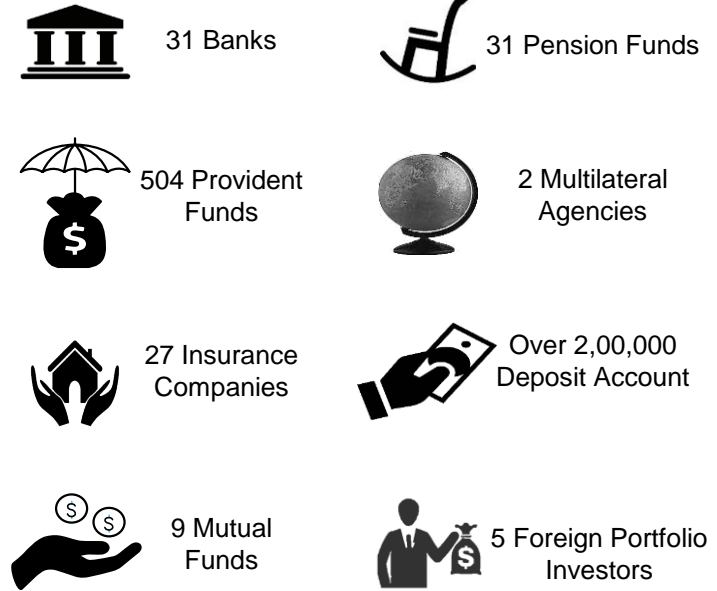 31 Banks
31 Pension Funds
504 Provident
Funds
2 Multilateral
Agencies
27 Insurance
Companies
Over 2,00,000
Deposit Account
$
$
$
9 Mutual
Funds
$
5 Foreign Portfolio
Investors